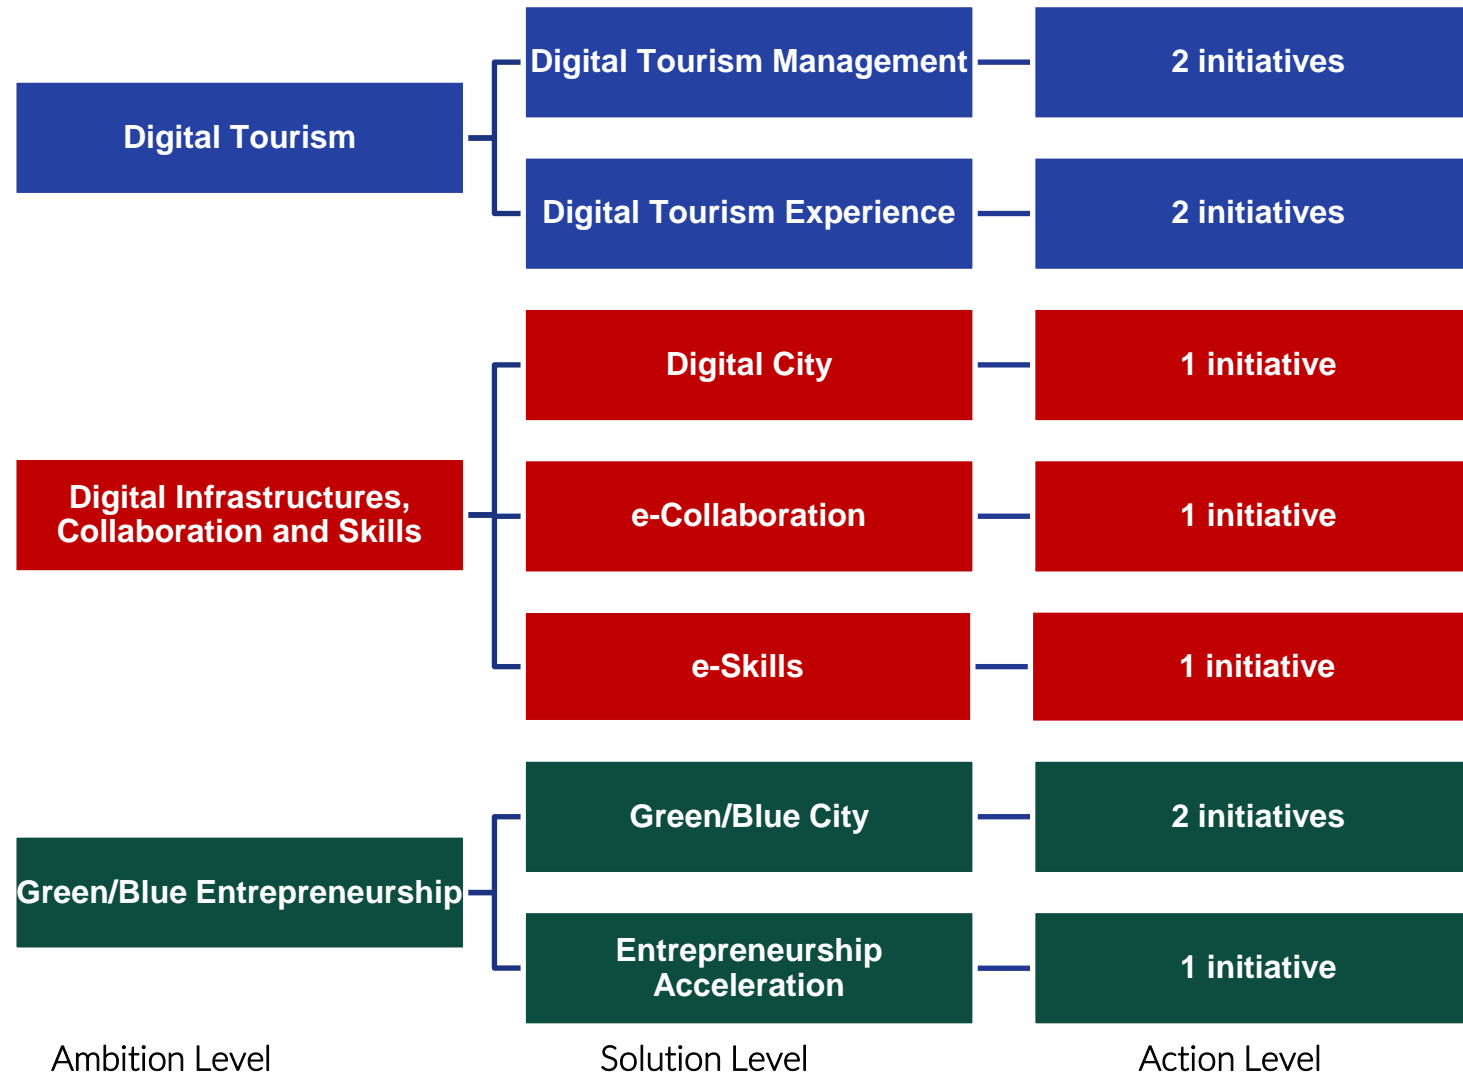 Digital Tourism
Digital Tourism Management
2 initiatives
Digital Tourism Experience
2 initiatives
Digital Infrastructures,
Collaboration and Skills
Digital City
1 initiative
e-Collaboration
1 initiative
e-Skills
1 initiative
Green/Blue Entrepreneurship
Green/Blue City
2 initiatives
Entrepreneurship
Acceleration
1 initiative
Ambition Level
Solution Level
Action Level